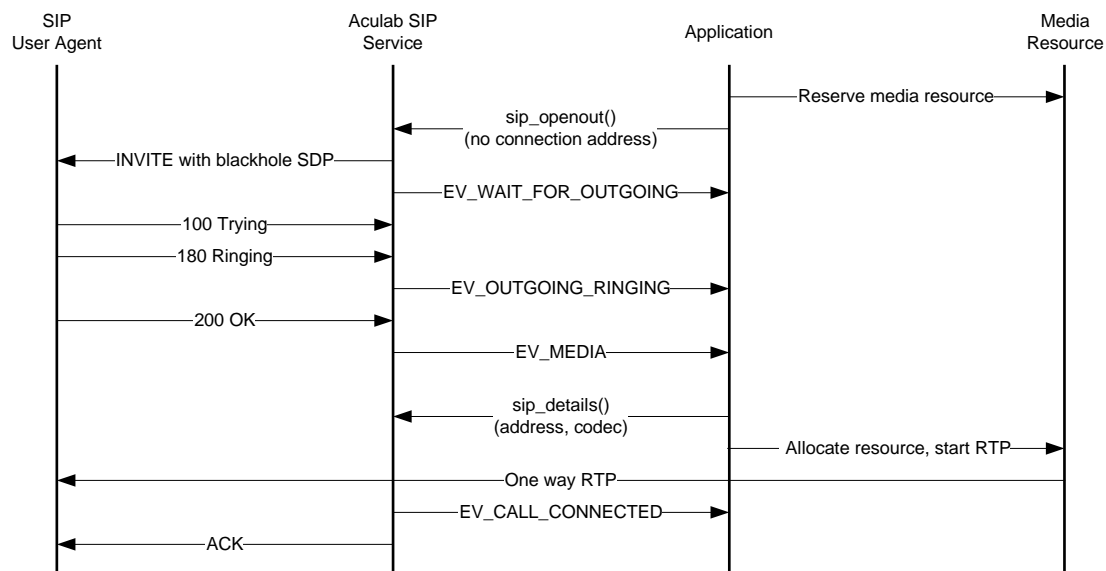 SIP
User Agent
Aculab SIP
Service
Application
Media
Resource
Reserve media resource
sip_openout()
(no connection address)
INVITE with blackhole SDP
EV_WAIT_FOR_OUTGOING
100 Trying
180 Ringing
EV_OUTGOING_RINGING
200 OK
EV_MEDIA
sip_details()
(address, codec)
Allocate resource, start RTP
One way RTP
EV_CALL_CONNECTED
ACK